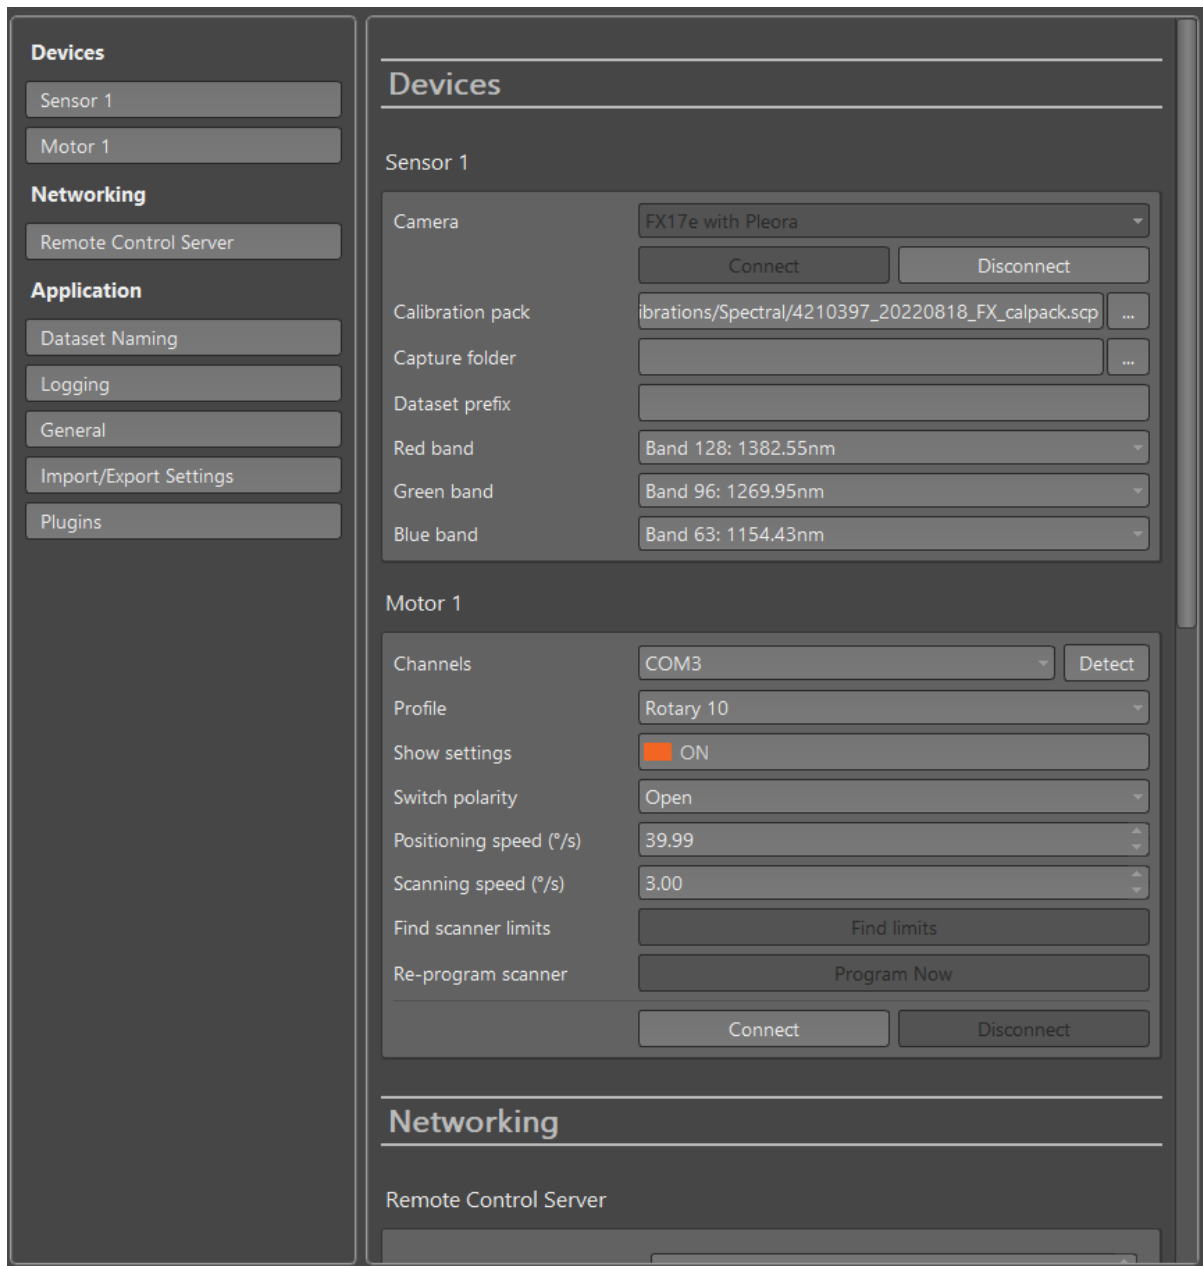 Devices
Sensor 1
Motor 1
Networking
Remote Control Server
Application
Dataset Naming
Logging
General
Import/Export Settings
Plugins
Devices
Sensor 1
Camera FX17e with Pleora
Connect Disconnect
Calibration pack ibrations/Spectral/4210397_20220818_FX_calpack.scp ...
Capture folder ...
Dataset prefix
Red band Band 128: 1382.55nm
Green band Band 96: 1269.95nm
Blue band Band 63: 1154.43nm
Motor 1
Channels COM3 Detect
Profile Rotary 10
Show settings ON
Switch polarity Open
Positioning speed (°/s) 39.99
Scanning speed (°/s) 3.00
Find scanner limits Find limits
Re-program scanner Program Now
Connect Disconnect
Networking
Remote Control Server